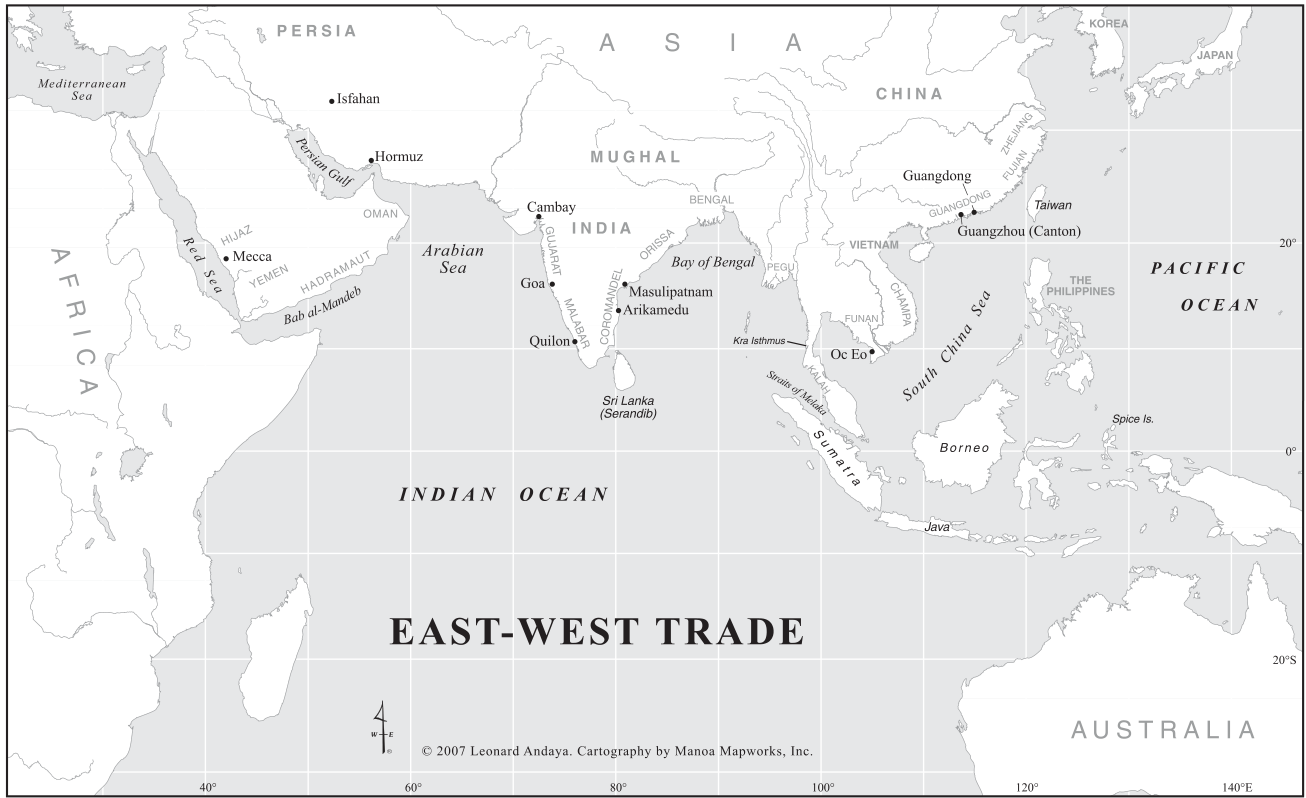 PERSIA
ASIA
KOREA
JAPAN
Mediterranean
Sea
Isfahan
CHINA
ZHEJIANG
FUJIAN
Persian Gulf
Hormuz
MUGHAL
Guangdong
GUANGDONG
Taiwan
Guangzhou (Canton)
OMAN
Cambay
BENGAL
INDIA
HIJAZ
Red Sea
Mecca
YEMEN
HADRAMAUT
Bab al-Mandeb
Arabian
Sea
GUJARAT
ORISSA
Bay of Bengal
PEGU
VIETNAM
20°
PACIFIC
OCEAN
AFRICA
Goa
MALABAR
COROMANDEL
Masulipatnam
Arikamedu
Quilon
THE
PHILIPPINES
CHAMPA
FUNAN
South China Sea
Kra Isthmus
Oc Eo
KALAH
Straits of Melaka
Sri Lanka
(Serandib)
Spice Is.
Sumatra
Borneo
0°
INDIAN OCEAN
Java
EAST-WEST TRADE
20°S
W E
AUSTRALIA
© 2007 Leonard Andaya. Cartography by Manoa Mapworks, Inc.
40°
60°
80°
100°
120°
140°E